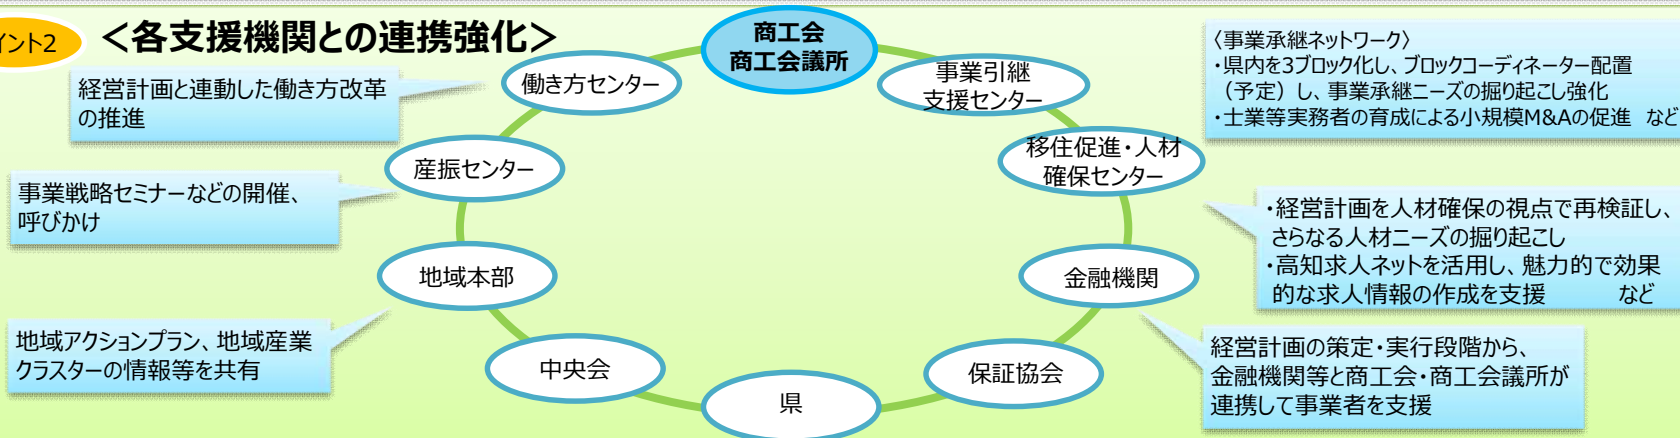 イント2
<各支援機関との連携強化>
商工会
商工会議所
働き方センター
事業引継
支援センター
〈事業承継ネットワーク〉
・県内を3ブロック化し、ブロックコーディネーター配置
（予定）し、事業承継ニーズの掘り起こし強化
・士業等実務者の育成による小規模M&Aの促進 など
経営計画と連動した働き方改革
の推進
産振センター
移住促進・人材
確保センター
事業戦略セミナーなどの開催、
呼びかけ
・経営計画を人材確保の視点で再検証し、
さらなる人材ニーズの掘り起こし
・高知求人ネットを活用し、魅力的で効果
的な求人情報の作成を支援 など
地域本部
金融機関
地域アクションプラン、地域産業
クラスターの情報等を共有
中央会
保証協会
経営計画の策定・実行段階から、
金融機関等と商工会・商工会議所が
連携して事業者を支援
県